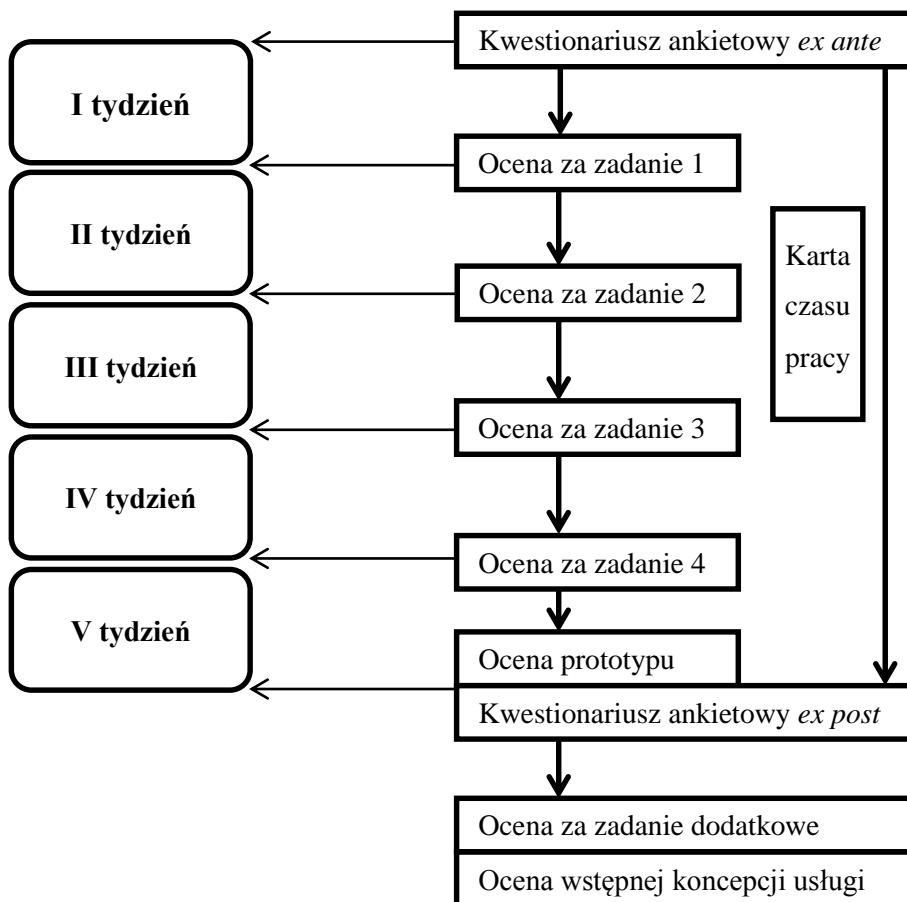 Kwestionariusz ankietowy ex ante
I tydzień
Ocena za zadanie 1
II tydzień
Karta
czasu
pracy
Ocena za zadanie 2
III tydzień
Ocena za zadanie 3
IV tydzień
Ocena za zadanie 4
V tydzień
Ocena prototypu
Kwestionariusz ankietowy ex post
Ocena za zadanie dodatkowe
Ocena wstępnej koncepcji usługi